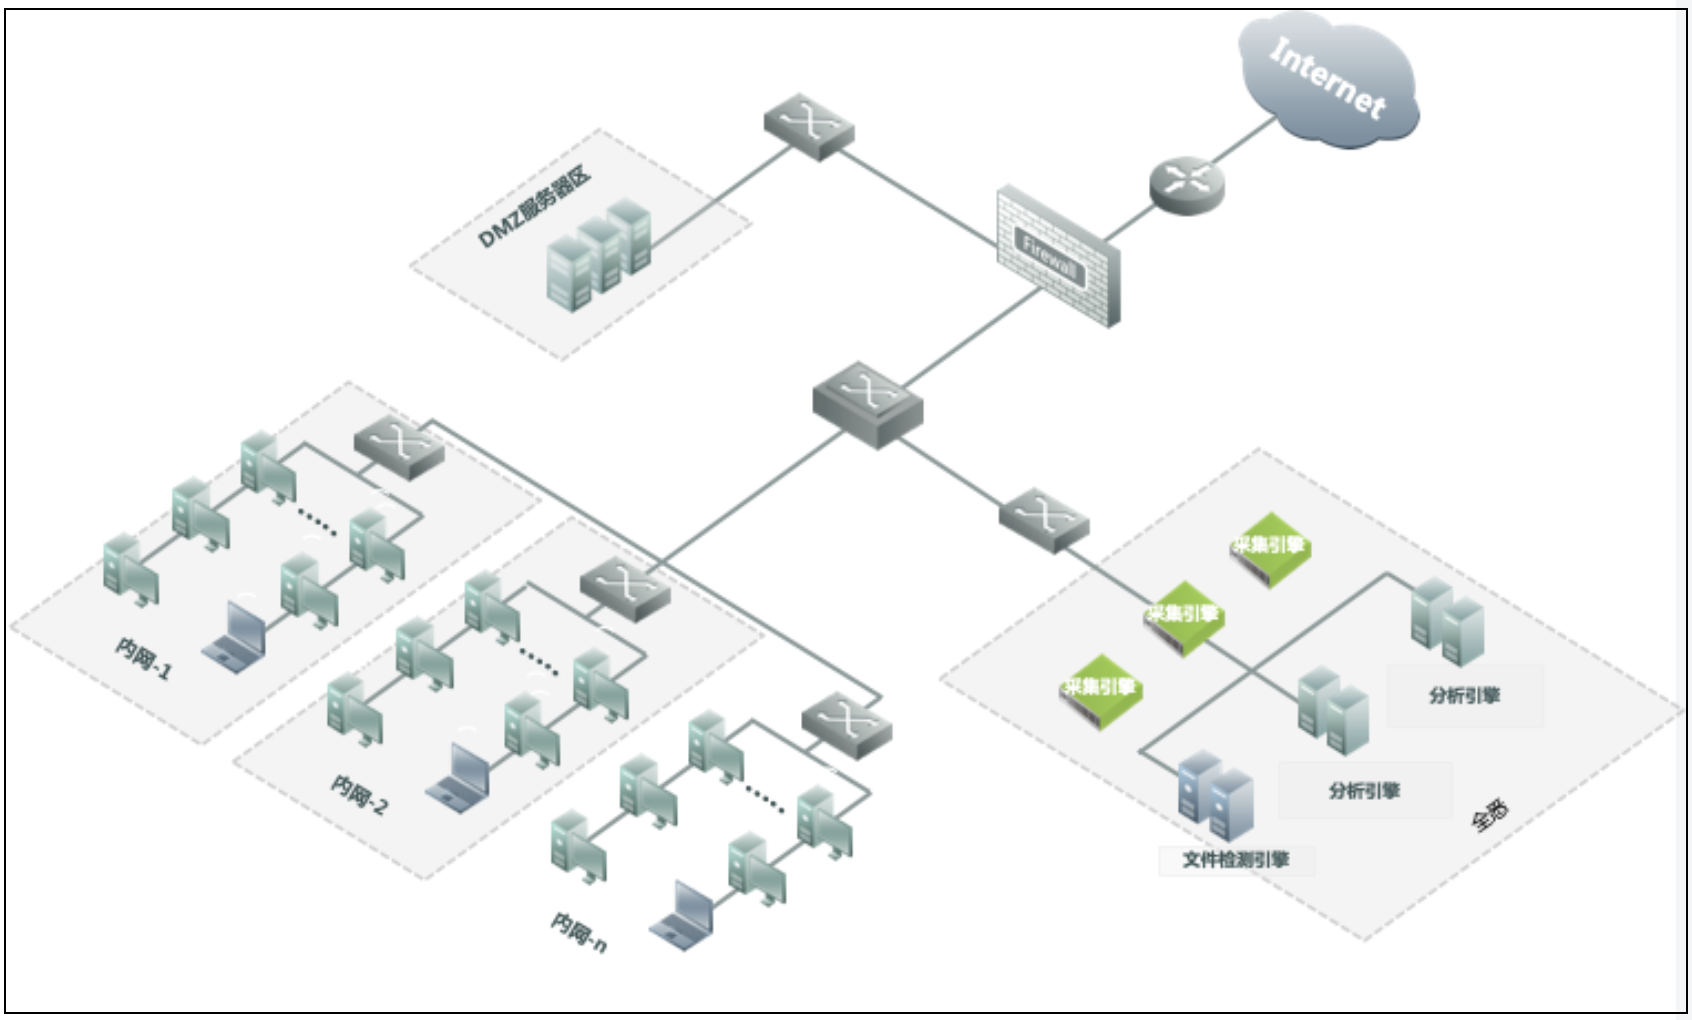 Internet
DMZ服务器区
Firewall
采集引擎
采集引擎
采集引擎
内网-1
分析引擎
内网-2
分析引擎
全悉
文件检测引擎
内网-n